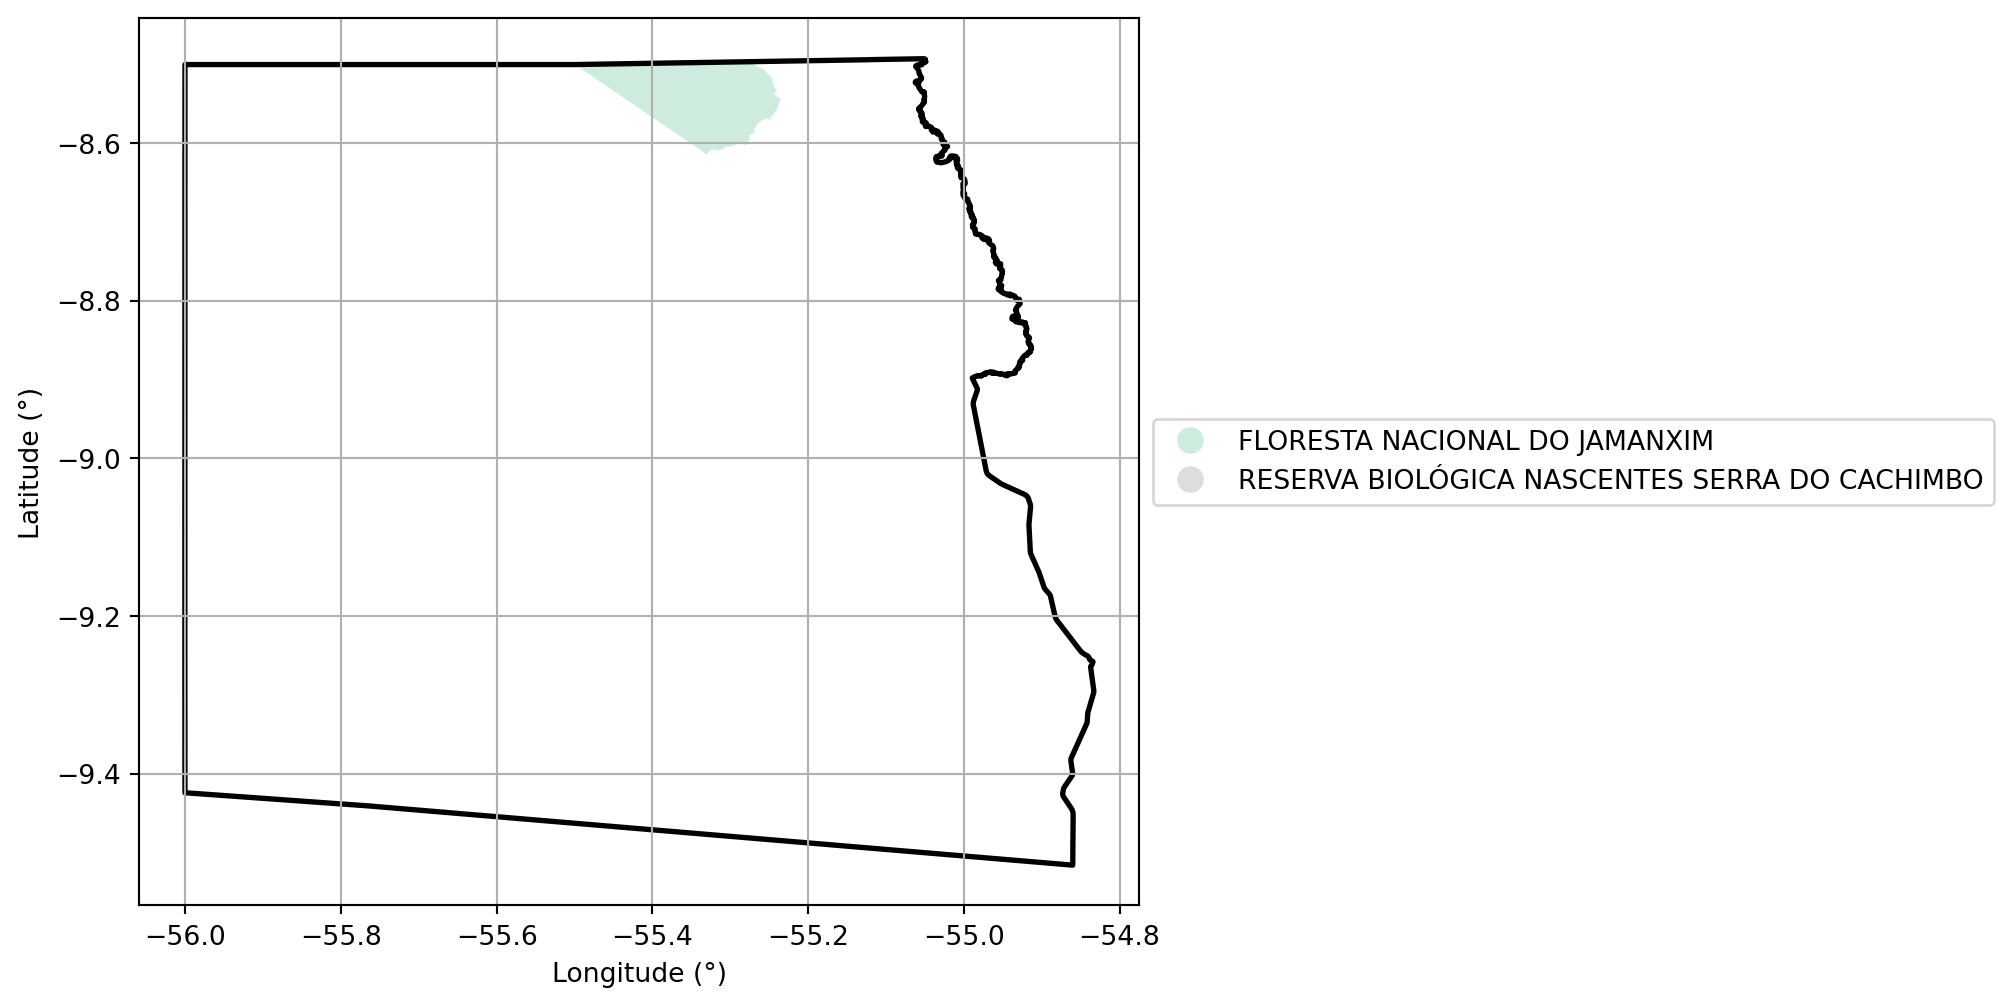 −8.6
−8.8
−9.0
−9.2
−9.4
Latitude (°)
−56.0 −55.8 −55.6 −55.4 −55.2 −55.0 −54.8
Longitude (°)
FLORESTA NACIONAL DO JAMANXIM
RESERVA BIOLÓGICA NASCENTES SERRA DO CACHIMBO